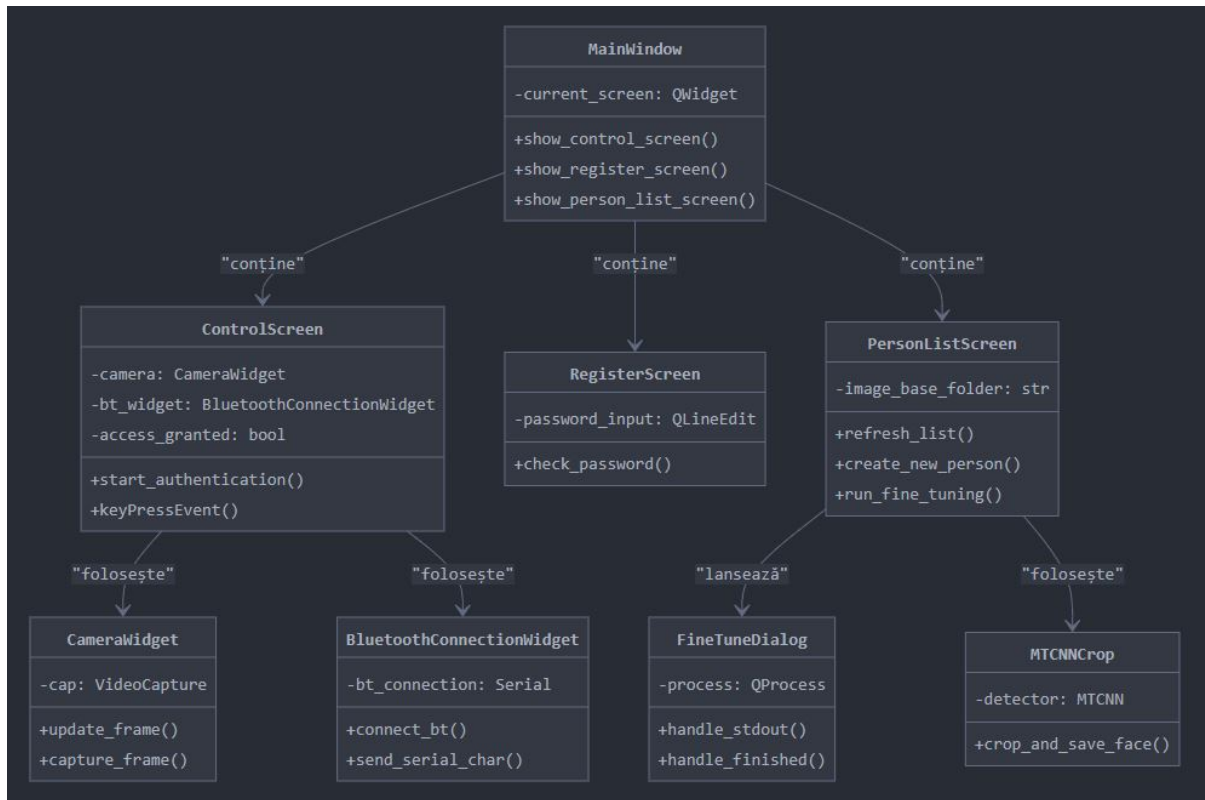 MainWindow
-current_screen: QWidget
+show_control_screen()
+show_register_screen()
+show_person_list_screen()
"conține"
"conține"
"conține"
ControlScreen
-camera: CameraWidget
-bt_widget: BluetoothConnectionWidget
-access_granted: bool
+start_authentication()
+keyPressEvent()
RegisterScreen
-password_input: QLineEdit
+check_password()
PersonListScreen
-image_base_folder: str
+refresh_list()
+create_new_person()
+run_fine_tuning()
"folosește"
"folosește"
"lansează"
"folosește"
CameraWidget
-cap: VideoCapture
+update_frame()
+capture_frame()
BluetoothConnectionWidget
-bt_connection: Serial
+connect_bt()
+send_serial_char()
FineTuneDialog
-process: QProcess
+handle_stdout()
+handle_finished()
MTCNNCrop
-detector: MTCNN
+crop_and_save_face()